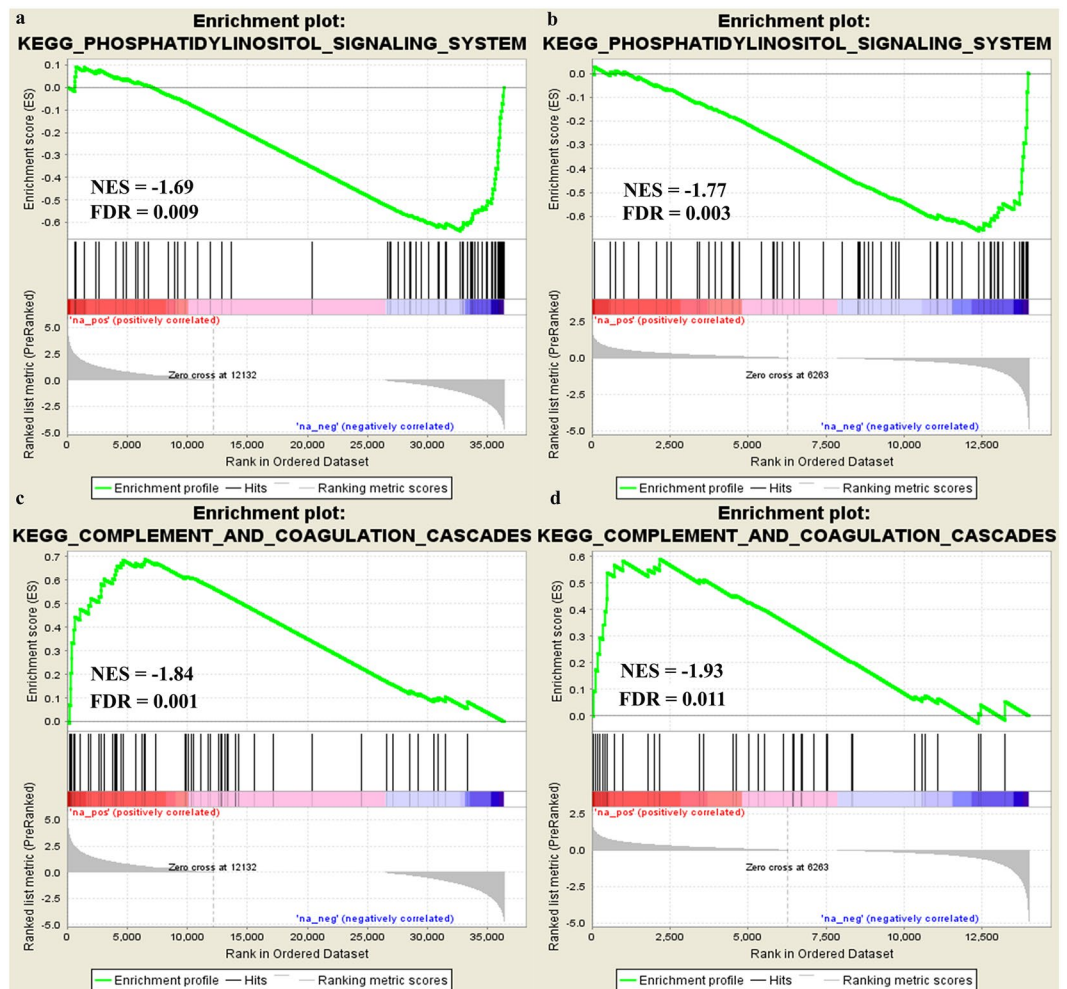 a
Enrichment plot:
KEGG_PHOSPHATIDYLINOSITOL_SIGNALING_SYSTEM
Enrichment score (ES)
0.1
0.0
-0.1
-0.2
-0.3
-0.4
-0.5
-0.6
NES = -1.69
FDR = 0.009
'na_pos' (positively correlated)
Ranked list metric (PreRanked)
5.0
2.5
0.0
-2.5
-5.0
Zero cross at 12132
'na_neg' (negatively correlated)
0 5,000 10,000 15,000 20,000 25,000 30,000 35,000
Rank in Ordered Dataset
Enrichment profile Hits Ranking metric scores
b
Enrichment plot:
KEGG_PHOSPHATIDYLINOSITOL_SIGNALING_SYSTEM
Enrichment score (ES)
0.0
-0.1
-0.2
-0.3
-0.4
-0.5
-0.6
NES = -1.77
FDR = 0.003
'na_pos' (positively correlated)
Ranked list metric (PreRanked)
2.5
0.0
-2.5
-5.0
Zero cross at 6263
'na_neg' (negatively correlated)
0 2,500 5,000 7,500 10,000 12,500
Rank in Ordered Dataset
Enrichment profile Hits Ranking metric scores
c
Enrichment plot:
KEGG_COMPLEMENT_AND_COAGULATION_CASCADES
Enrichment score (ES)
0.7
0.6
0.5
0.4
0.3
0.2
0.1
0.0
NES = -1.84
FDR = 0.001
'na_pos' (positively correlated)
Ranked list metric (PreRanked)
5.0
2.5
0.0
-2.5
-5.0
Zero cross at 12132
'na_neg' (negatively correlated)
0 5,000 10,000 15,000 20,000 25,000 30,000 35,000
Rank in Ordered Dataset
Enrichment profile Hits Ranking metric scores
d
Enrichment plot:
KEGG_COMPLEMENT_AND_COAGULATION_CASCADES
Enrichment score (ES)
0.6
0.5
0.4
0.3
0.2
0.1
0.0
NES = -1.93
FDR = 0.011
'na_pos' (positively correlated)
Ranked list metric (PreRanked)
2.5
0.0
-2.5
-5.0
Zero cross at 6263
'na_neg' (negatively correlated)
0 2,500 5,000 7,500 10,000 12,500
Rank in Ordered Dataset
Enrichment profile Hits Ranking metric scores